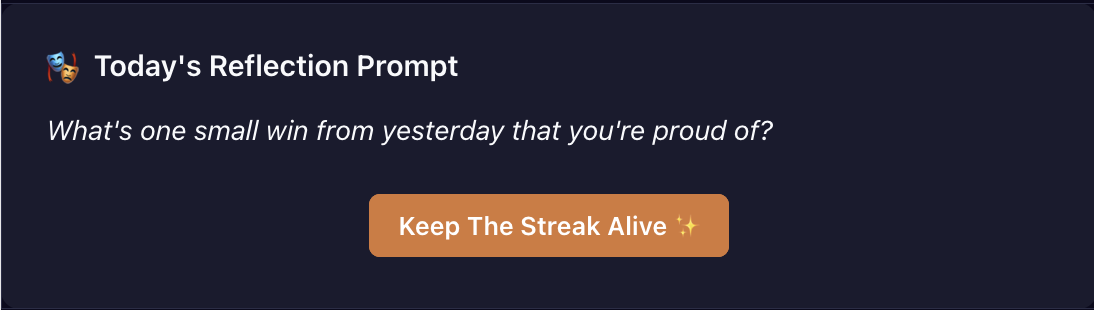 🎭 Today's Reflection Prompt
What's one small win from yesterday that you're proud of?
Keep The Streak Alive ✨